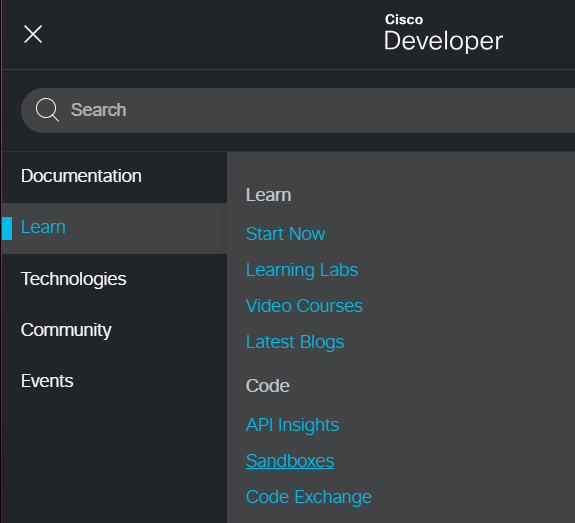 Cisco
Developer
Search
Documentation
Learn
Technologies
Community
Events
Learn
Start Now
Learning Labs
Video Courses
Latest Blogs
Code
API Insights
Sandboxes
Code Exchange